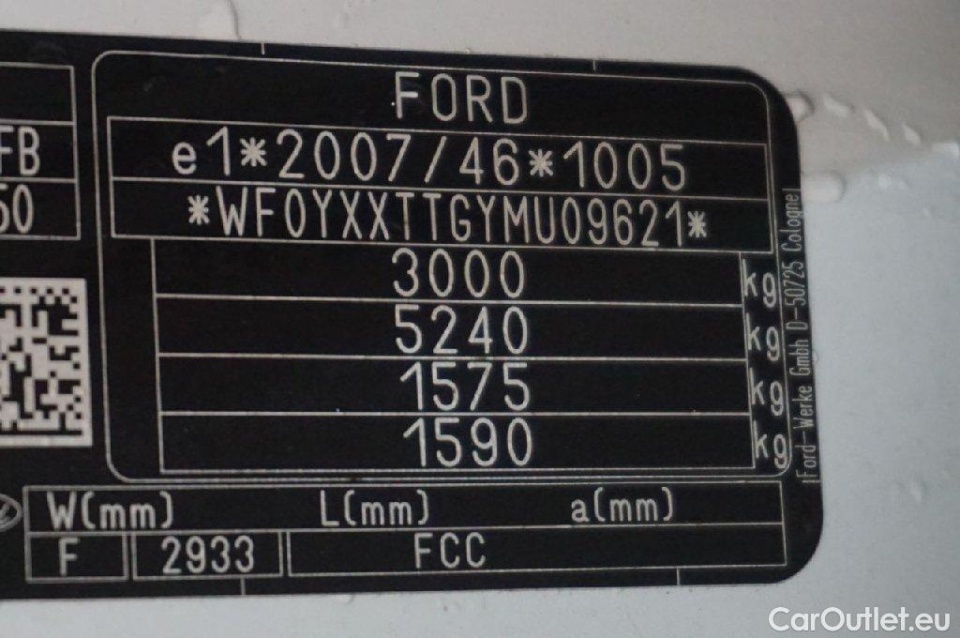 FORD
FB
e1*2007/46*1005
50
*WF0YXXTTGYMU09621*
3000 kg
5240 kg
1575 kg
1590 kg
Ford-Werke GmbH D-50725 Cologne
W(mm) L(mm) a(mm)
F 2933 FCC
CarOutlet.eu